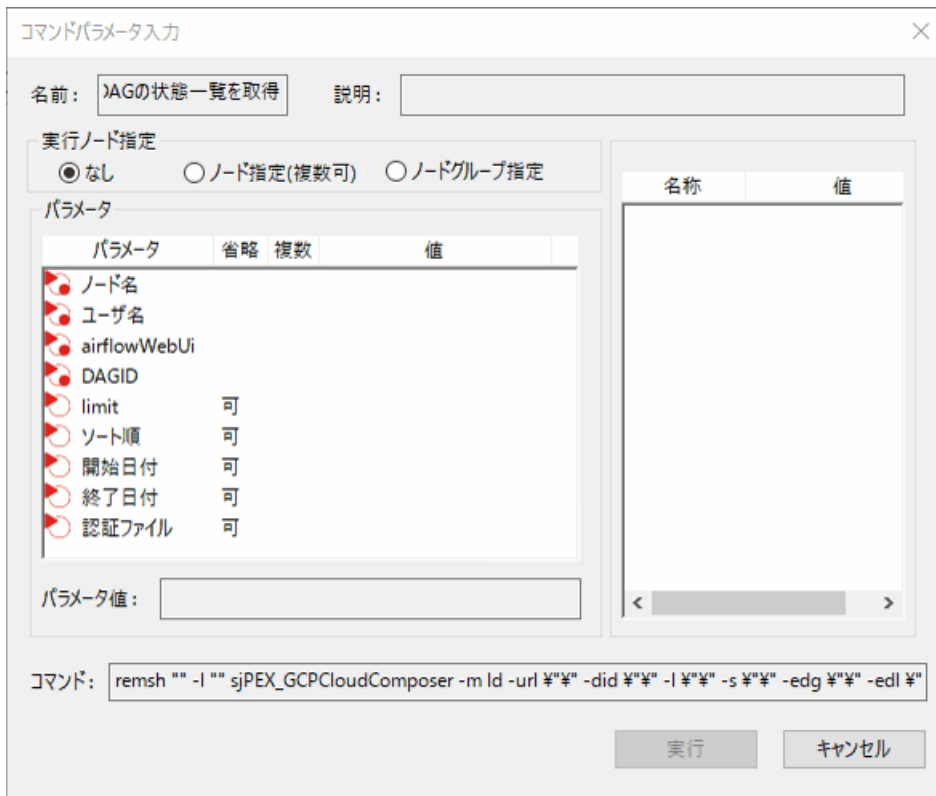 コマンドパラメータ入力
名前： DAGの状態一覧を取得 説明：
実行ノード指定
なし ノード指定(複数可) ノードグループ指定
パラメータ
パラメータ 省略 複数 値
ノード名
ユーザ名
airflowWebUi
DAGID
limit 可
ソート順 可
開始日付 可
終了日付 可
認証ファイル 可
パラメータ値：
名称 値
コマンド： remsh "" -l "" sjPEX_GCPCloudComposer -m ld -url ¥"¥" -did ¥"¥" -l ¥"¥" -s ¥"¥" -edg ¥"¥" -edl ¥"
実行 キャンセル